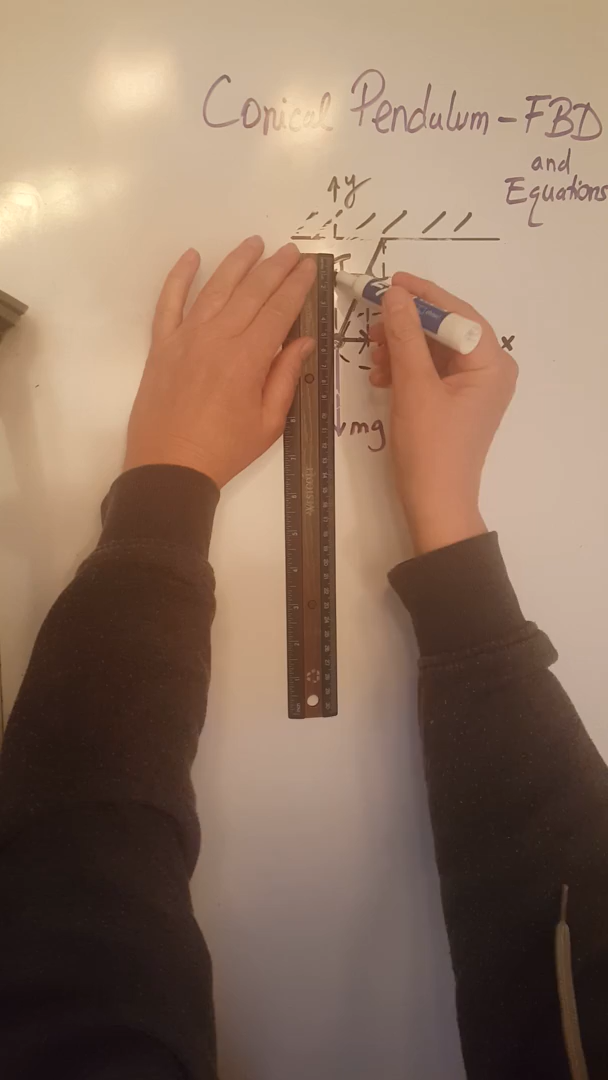 Conical Pendulum - FBD
and
Equations
y
x
mg